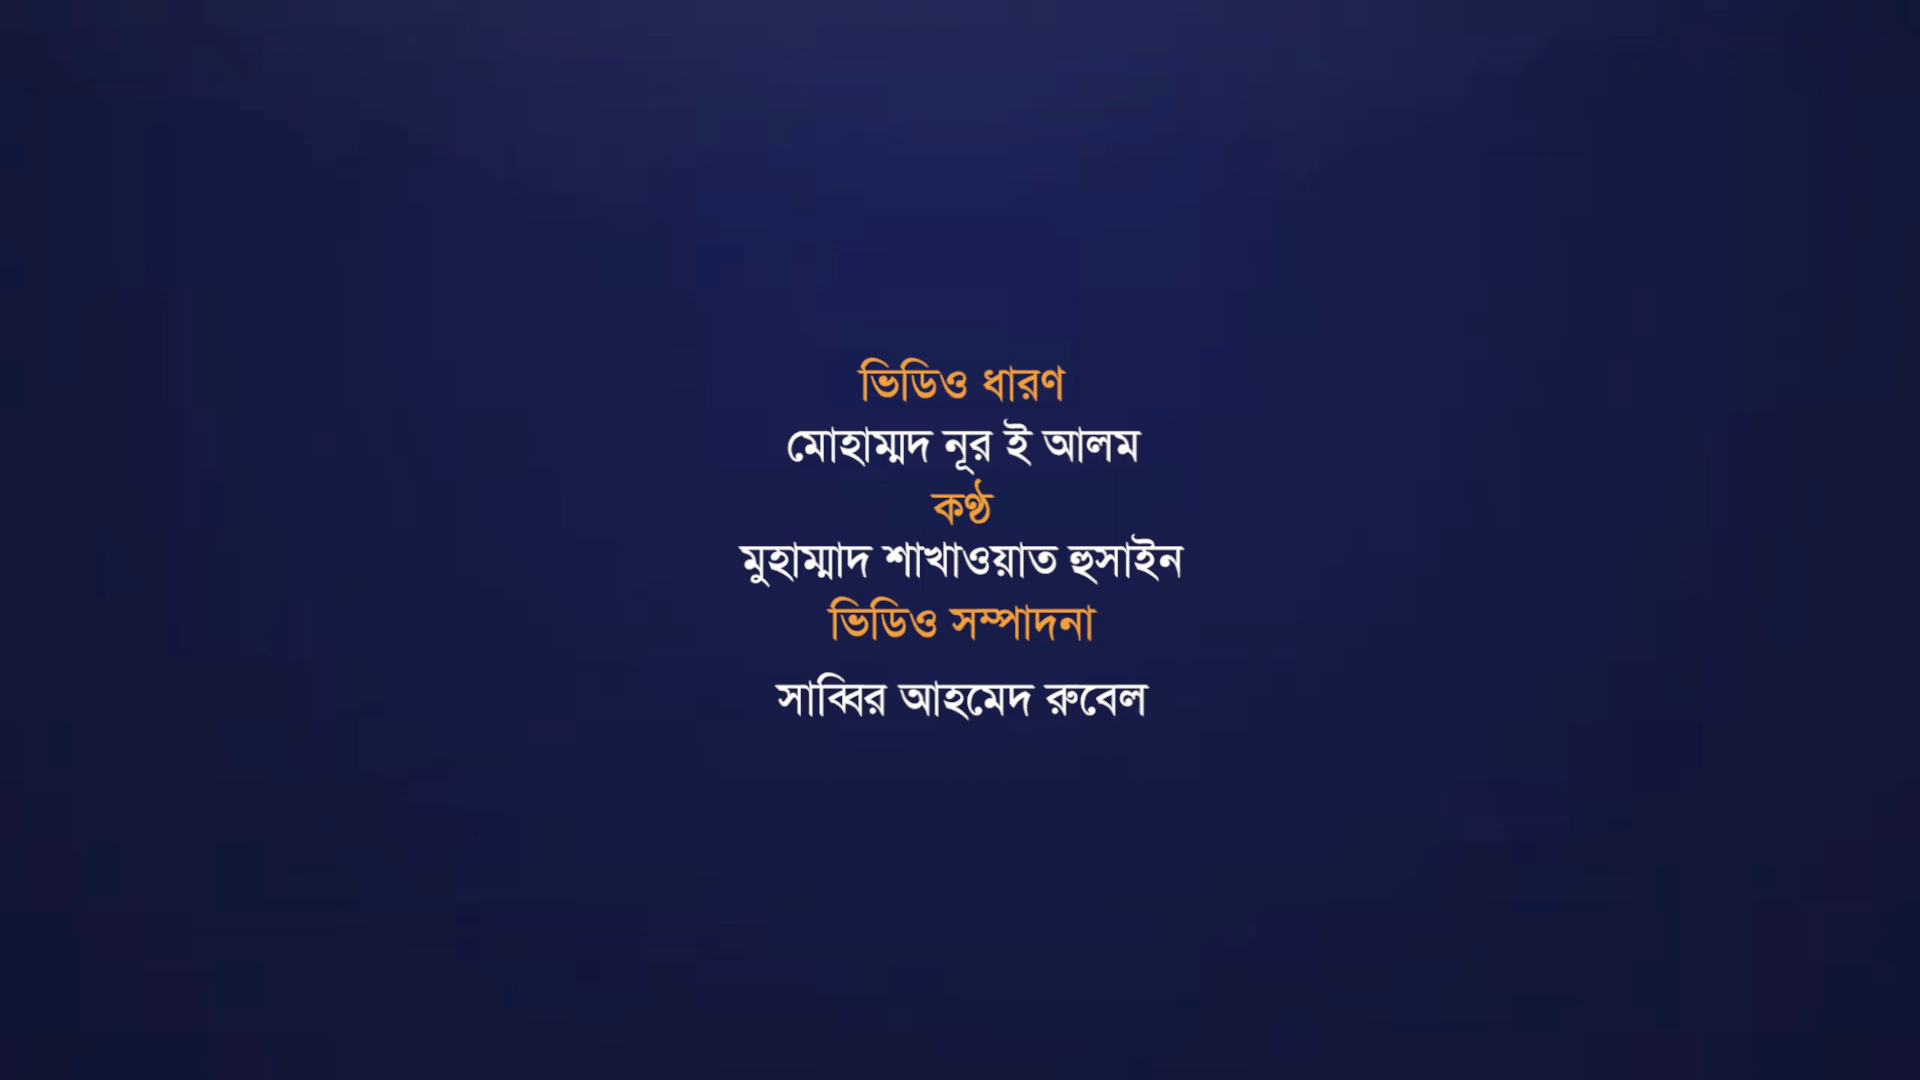 ভিডিও ধারণ
মোহাম্মদ নূর ই আলম
কণ্ঠ
মুহাম্মাদ শাখাওয়াত হুসাইন
ভিডিও সম্পাদনা
সাব্বির আহমেদ রুবেল